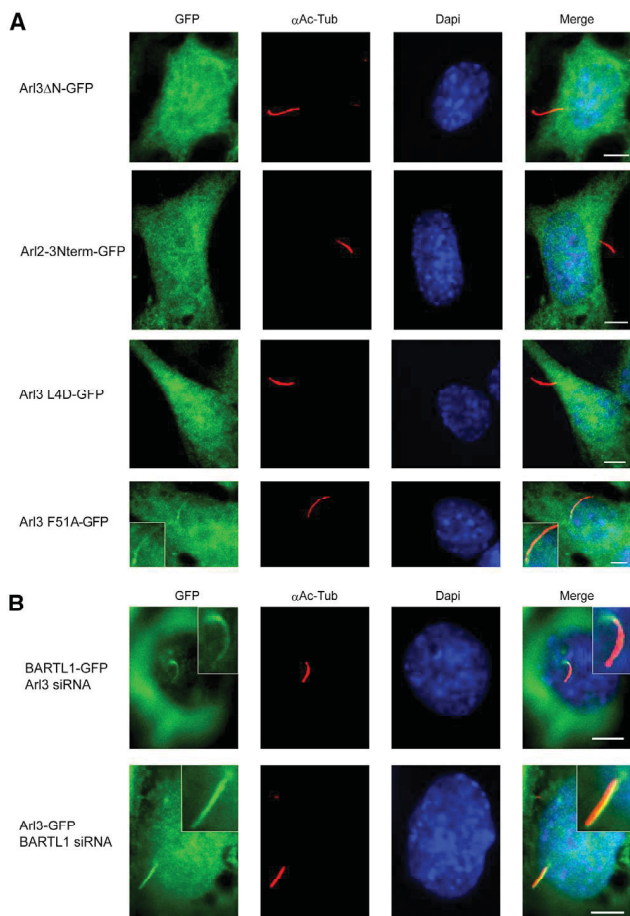 A
GFP
αAc-Tub
Dapi
Merge
Arl3ΔN-GFP
Arl2-3Nterm-GFP
Arl3 L4D-GFP
Arl3 F51A-GFP
B
GFP
αAc-Tub
Dapi
Merge
BARTL1-GFP
Arl3 siRNA
Arl3-GFP
BARTL1 siRNA